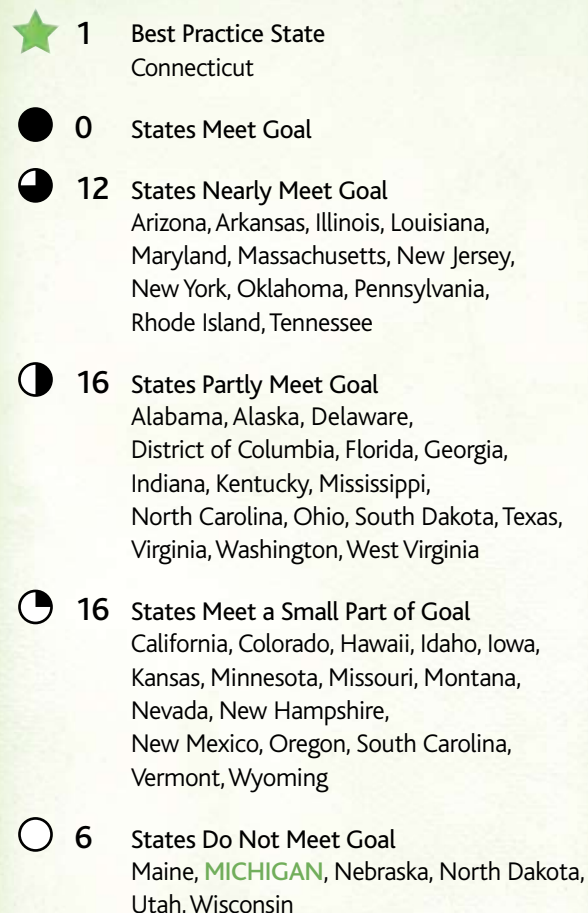 1 Best Practice State
Connecticut
0 States Meet Goal
12 States Nearly Meet Goal
Arizona, Arkansas, Illinois, Louisiana,
Maryland, Massachusetts, New Jersey,
New York, Oklahoma, Pennsylvania,
Rhode Island, Tennessee
16 States Partly Meet Goal
Alabama, Alaska, Delaware,
District of Columbia, Florida, Georgia,
Indiana, Kentucky, Mississippi,
North Carolina, Ohio, South Dakota, Texas,
Virginia, Washington, West Virginia
16 States Meet a Small Part of Goal
California, Colorado, Hawaii, Idaho, Iowa,
Kansas, Minnesota, Missouri, Montana,
Nevada, New Hampshire,
New Mexico, Oregon, South Carolina,
Vermont, Wyoming
6 States Do Not Meet Goal
Maine, MICHIGAN, Nebraska, North Dakota,
Utah, Wisconsin